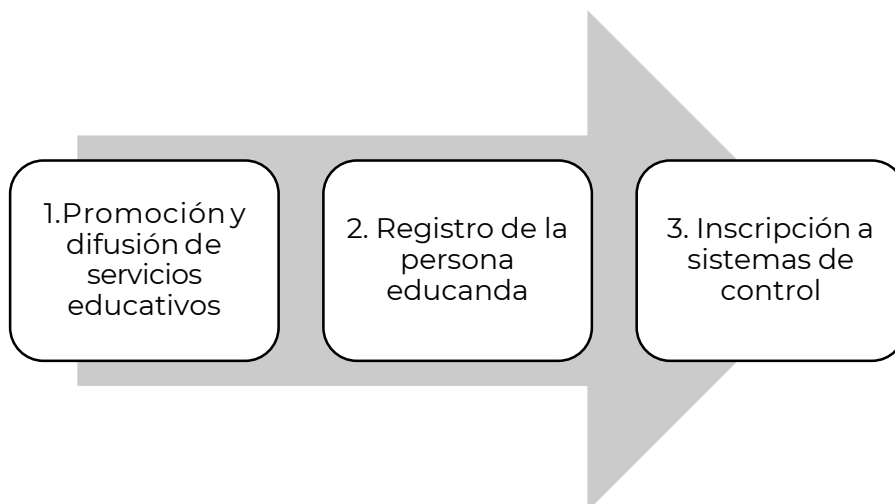 1.Promoción y
difusión de
servicios
educativos
2. Registro de la
persona
educanda
3. Inscripción a
sistemas de
control